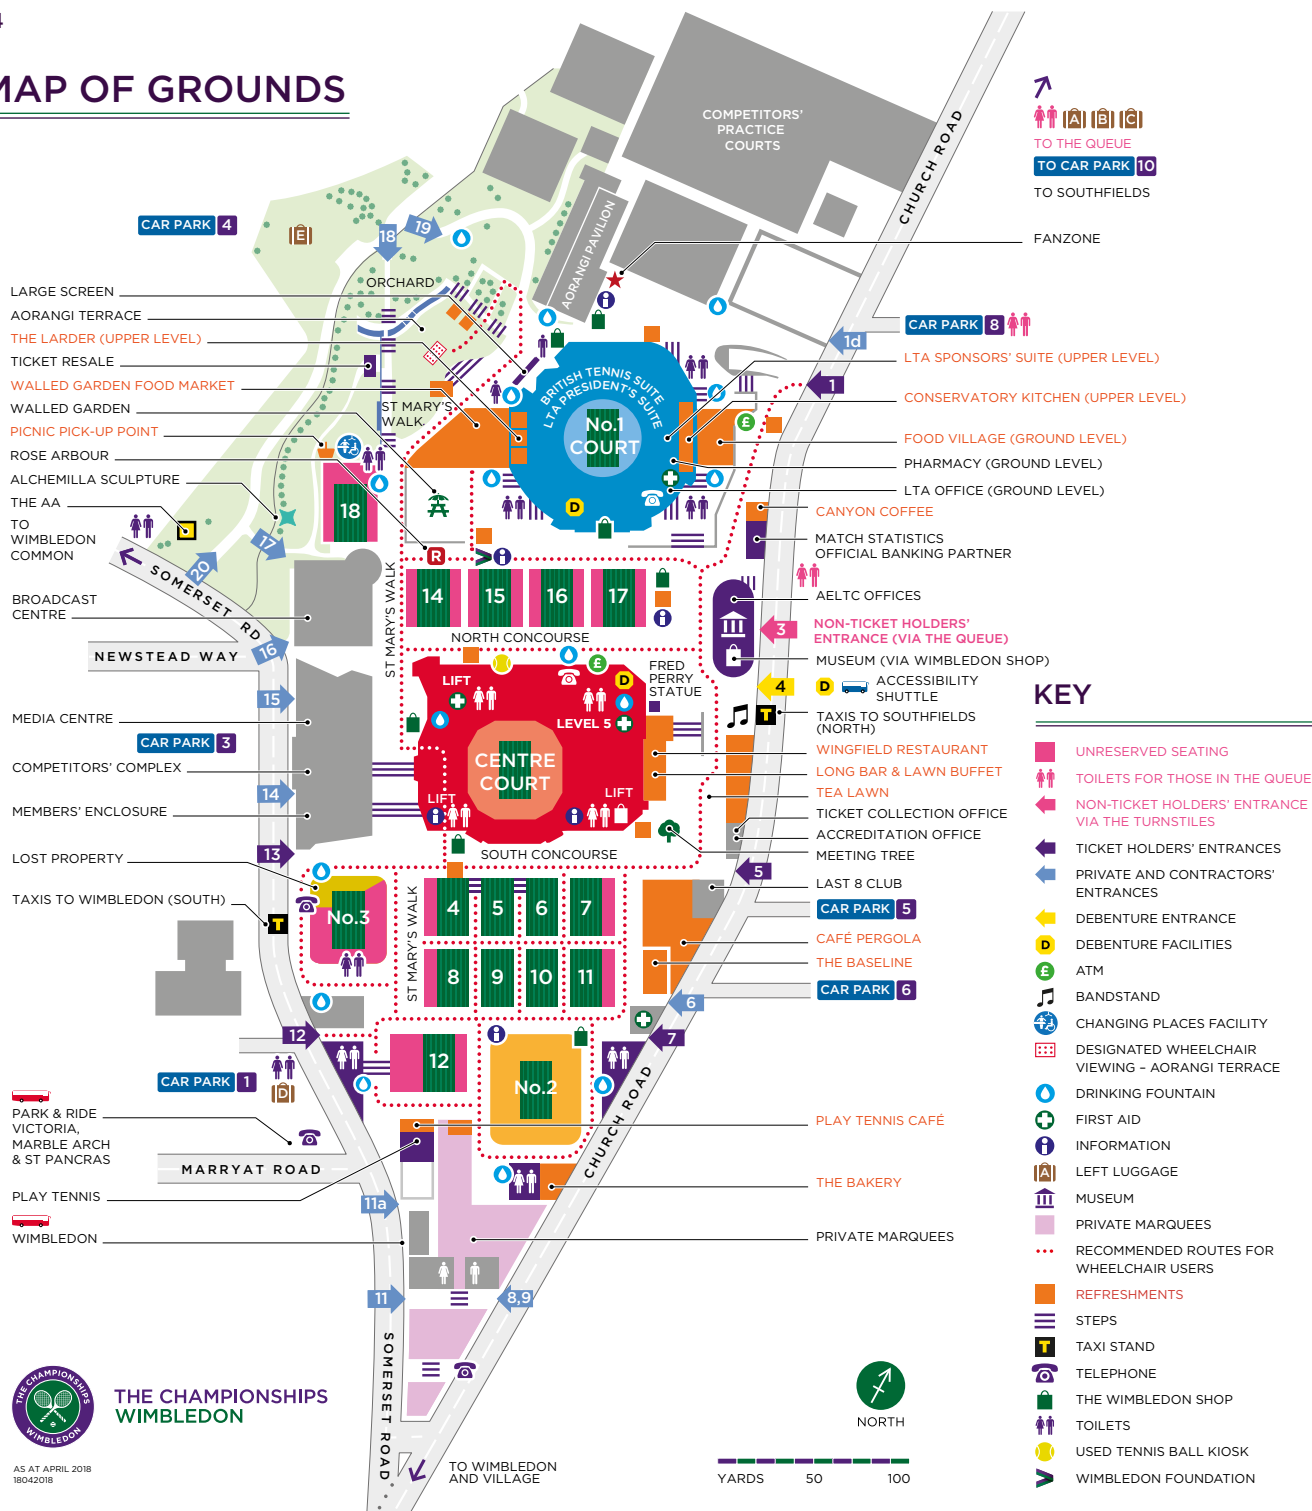 4
MAP OF GROUNDS
COMPETITORS'
PRACTICE
COURTS
CHURCH ROAD
A B C
TO THE QUEUE
TO CAR PARK 10
TO SOUTHFIELDS
FANZONE
CAR PARK 4
E
18
19
AORANGI PAVILION
ORCHARD
LARGE SCREEN
AORANGI TERRACE
THE LARDER (UPPER LEVEL)
TICKET RESALE
WALLED GARDEN FOOD MARKET
WALLED GARDEN
PICNIC PICK-UP POINT
ROSE ARBOUR
ALCHEMILLA SCULPTURE
THE AA
TO
WIMBLEDON
COMMON
ST MARY'S
WALK
BRITISH TENNIS SUITE
LTA PRESIDENT'S SUITE
No.1
COURT
D
CAR PARK 8
1d
1
LTA SPONSORS' SUITE (UPPER LEVEL)
CONSERVATORY KITCHEN (UPPER LEVEL)
£
FOOD VILLAGE (GROUND LEVEL)
PHARMACY (GROUND LEVEL)
LTA OFFICE (GROUND LEVEL)
CANYON COFFEE
MATCH STATISTICS
OFFICIAL BANKING PARTNER
18
17
20
SOMERSET RD
R
14
15
16
17
BROADCAST
CENTRE
ST MARY'S WALK
NORTH CONCOURSE
AELTC OFFICES
3
NON-TICKET HOLDERS'
ENTRANCE (VIA THE QUEUE)
MUSEUM (VIA WIMBLEDON SHOP)
NEWSTEAD WAY
16
15
LIFT
£
D
FRED
PERRY
STATUE
4
D
ACCESSIBILITY
SHUTTLE
T
TAXIS TO SOUTHFIELDS
(NORTH)
LEVEL 5
MEDIA CENTRE
CAR PARK 3
COMPETITORS' COMPLEX
14
MEMBERS' ENCLOSURE
CENTRE
COURT
LIFT
LIFT
WINGFIELD RESTAURANT
LONG BAR & LAWN BUFFET
TEA LAWN
TICKET COLLECTION OFFICE
ACCREDITATION OFFICE
MEETING TREE
13
SOUTH CONCOURSE
LOST PROPERTY
TAXIS TO WIMBLEDON (SOUTH)
T
No.3
ST MARY'S WALK
4
5
6
7
8
9
10
11
5
LAST 8 CLUB
CAR PARK 5
CAFÉ PERGOLA
THE BASELINE
CAR PARK 6
6
7
12
12
No.2
CHURCH ROAD
CAR PARK 1
D
PARK & RIDE
VICTORIA,
MARBLE ARCH
& ST PANCRAS
MARRYAT ROAD
PLAY TENNIS
WIMBLEDON
11a
11
8,9
PLAY TENNIS CAFÉ
THE BAKERY
PRIVATE MARQUEES
SOMERSET ROAD
TO WIMBLEDON
AND VILLAGE
THE CHAMPIONSHIPS
WIMBLEDON
THE CHAMPIONSHIPS
WIMBLEDON
AS AT APRIL 2018
18042018
NORTH
YARDS 50 100
KEY
UNRESERVED SEATING
TOILETS FOR THOSE IN THE QUEUE
NON-TICKET HOLDERS' ENTRANCE
VIA THE TURNSTILES
TICKET HOLDERS' ENTRANCES
PRIVATE AND CONTRACTORS'
ENTRANCES
DEBENTURE ENTRANCE
D DEBENTURE FACILITIES
£ ATM
BANDSTAND
CHANGING PLACES FACILITY
DESIGNATED WHEELCHAIR
VIEWING – AORANGI TERRACE
DRINKING FOUNTAIN
FIRST AID
INFORMATION
A LEFT LUGGAGE
MUSEUM
PRIVATE MARQUEES
RECOMMENDED ROUTES FOR
WHEELCHAIR USERS
REFRESHMENTS
STEPS
T TAXI STAND
TELEPHONE
THE WIMBLEDON SHOP
TOILETS
USED TENNIS BALL KIOSK
WIMBLEDON FOUNDATION